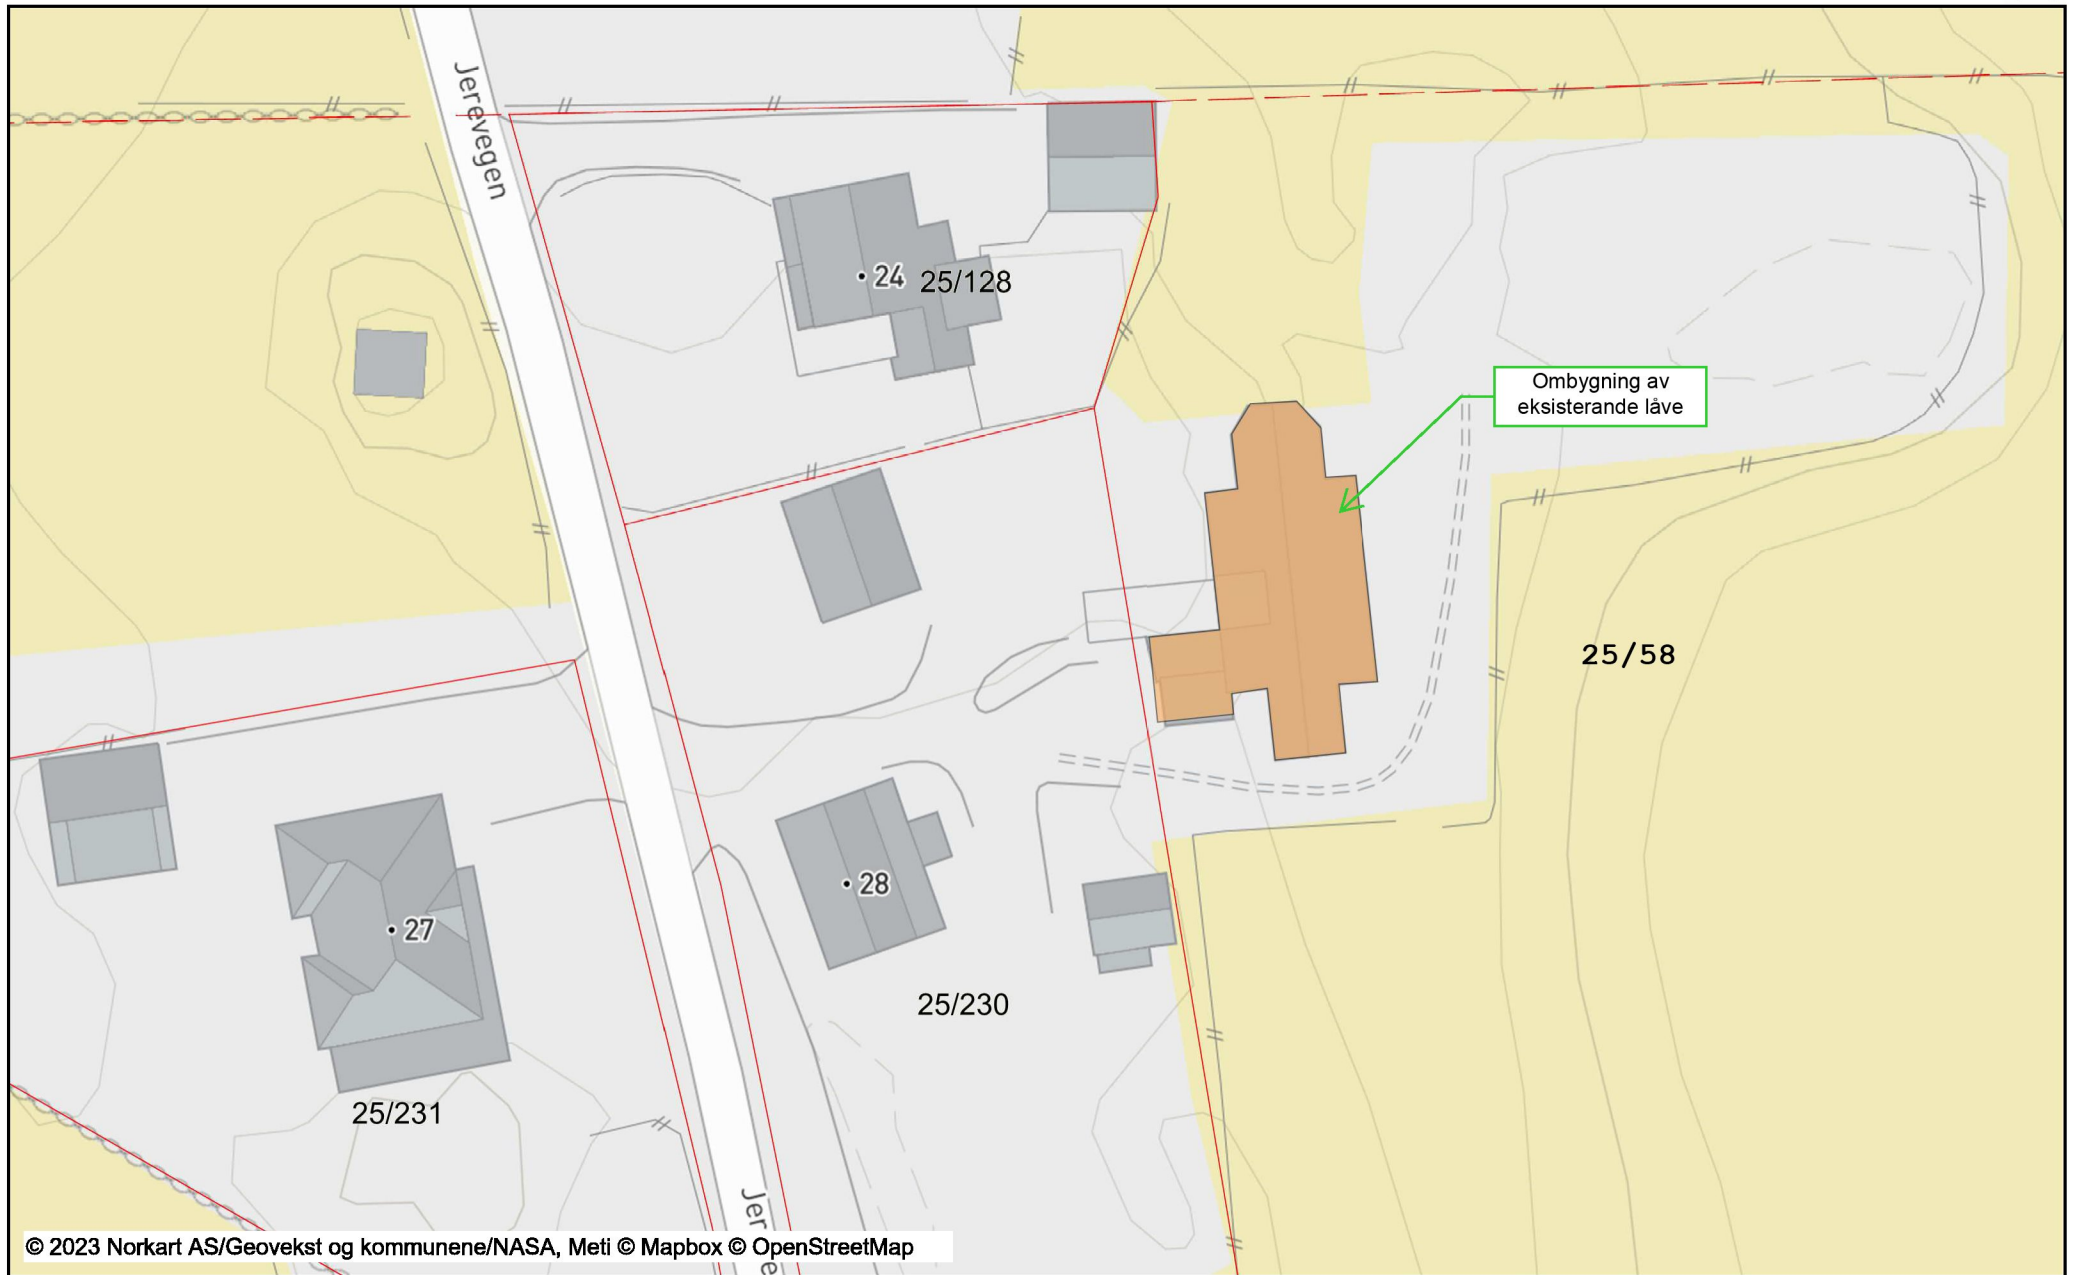 Jerevegen
24
25/128
Ombygning av
eksisterande låve
25/58
28
27
25/230
25/231
Jereve
© 2023 Norkart AS/Geovekst og kommunene/NASA, Meti © Mapbox © OpenStreetMap